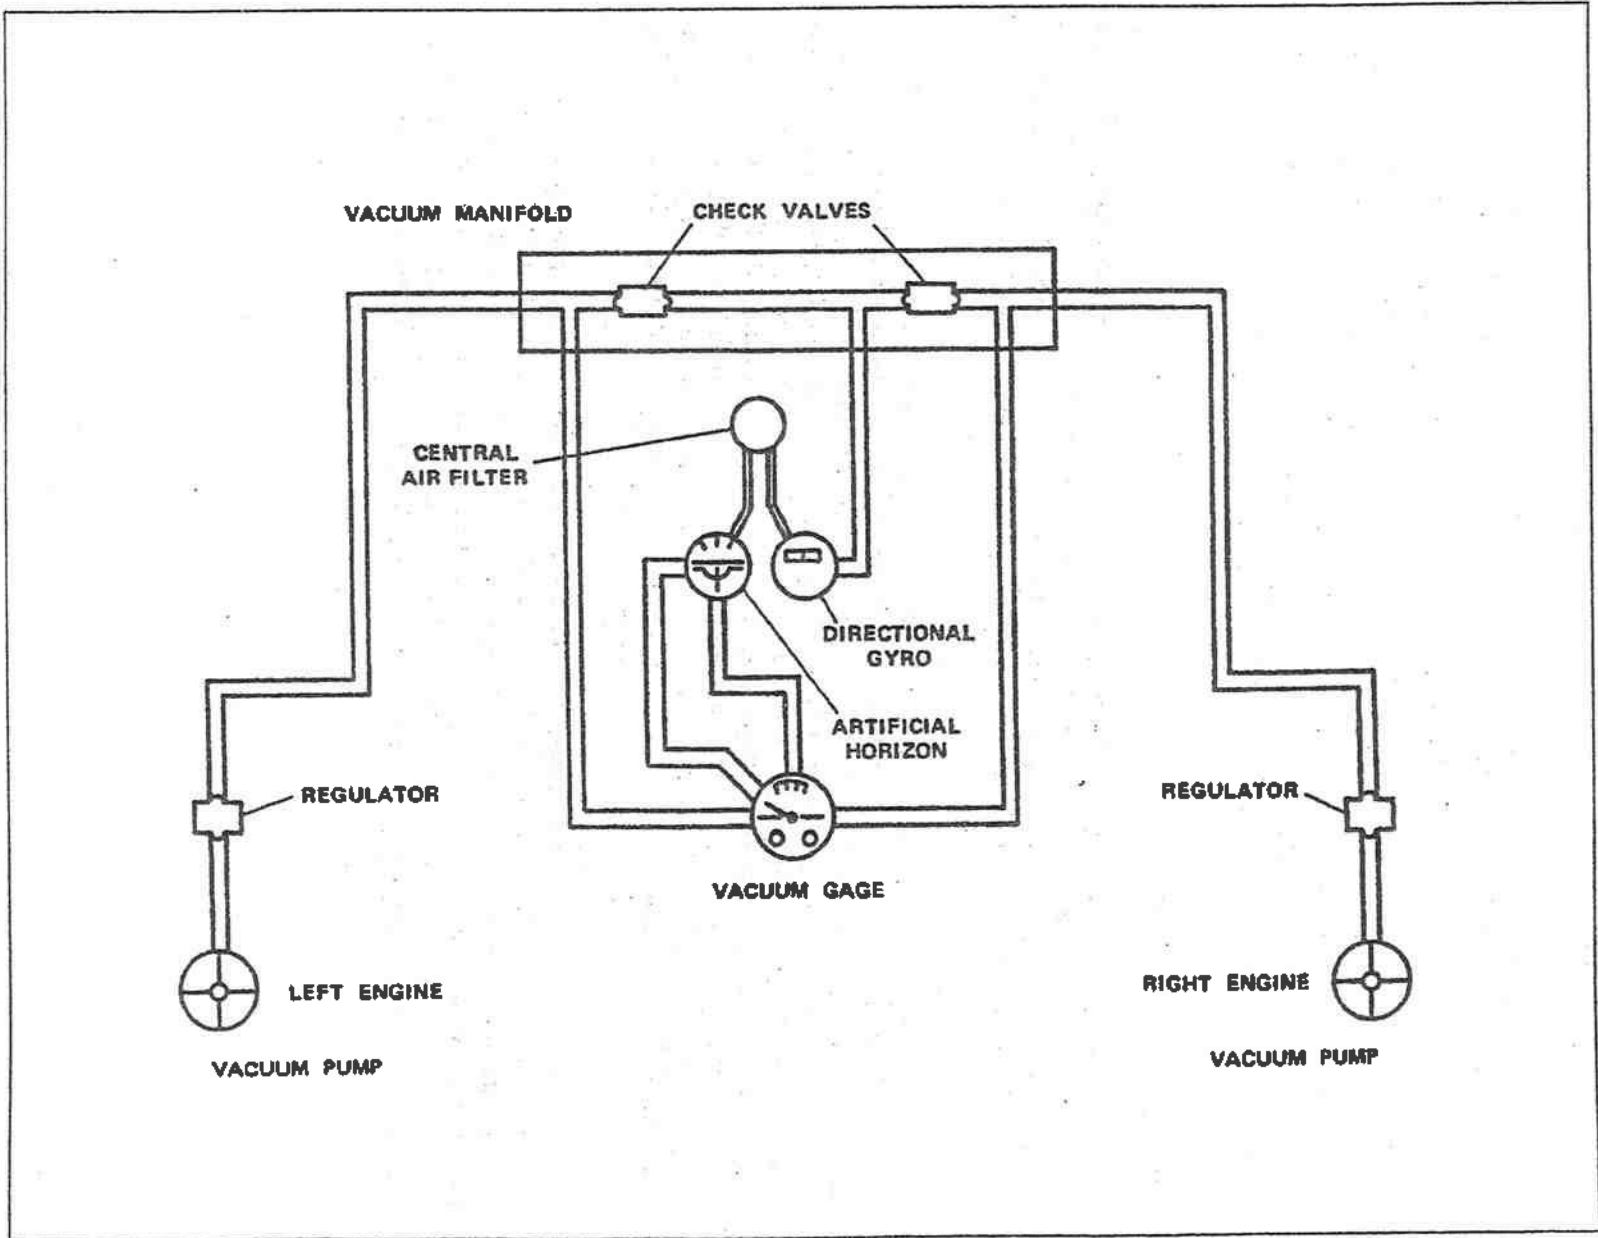 VACUUM MANIFOLD
CHECK VALVES
CENTRAL
AIR FILTER
DIRECTIONAL
GYRO
ARTIFICIAL
HORIZON
REGULATOR
REGULATOR
VACUUM GAGE
LEFT ENGINE
RIGHT ENGINE
VACUUM PUMP
VACUUM PUMP